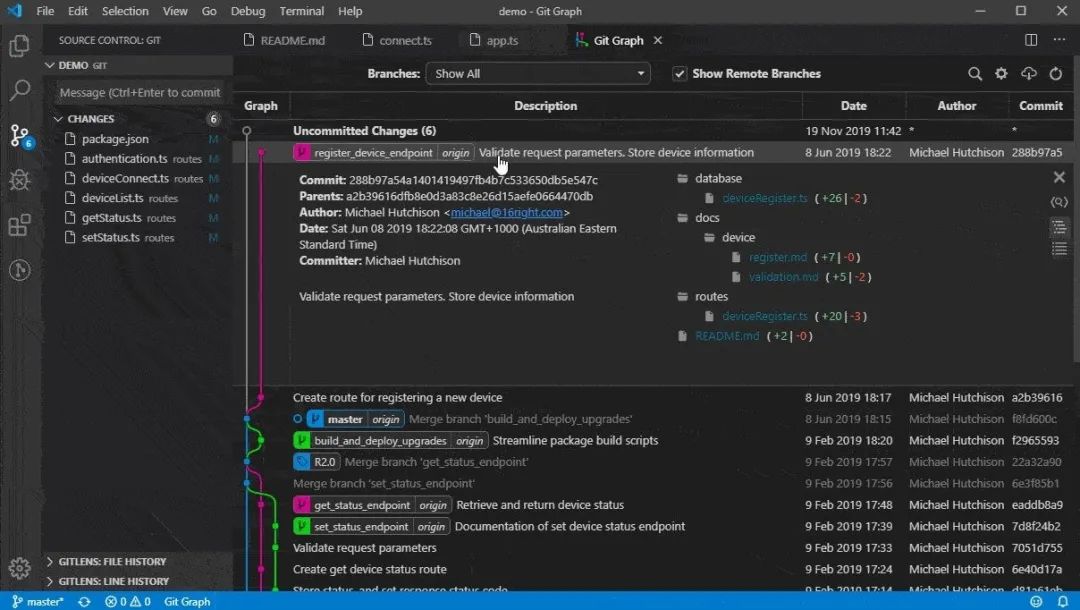 File Edit Selection View Go Debug Terminal Help demo - Git Graph
SOURCE CONTROL: GIT
README.md connect.ts app.ts Git Graph
DEMO GIT
Message (Ctrl+Enter to commit
CHANGES 6
package.json M
authentication.ts routes M
deviceConnect.ts routes M
deviceList.ts routes M
getStatus.ts routes M
setStatus.ts routes M
GITLENS: FILE HISTORY
GITLENS: LINE HISTORY
6
Branches: Show All Show Remote Branches
Graph Description Date Author Commit
Uncommitted Changes (6) 19 Nov 2019 11:42 * *
register_device_endpoint origin Validate request parameters. Store device information 8 Jun 2019 18:22 Michael Hutchison 288b97a5
Commit: 288b97a54a1401419497fb4b7c533650db5e547c
Parents: a2b39616dfb8e0d3a83c8e26d15aefe0664470db
Author: Michael Hutchison <michael@16right.com>
Date: Sat Jun 08 2019 18:22:08 GMT+1000 (Australian Eastern
Standard Time)
Committer: Michael Hutchison
Validate request parameters. Store device information
database
deviceRegister.ts (+26|-2)
docs
device
register.md (+7|-0)
validation.md (+5|-2)
routes
deviceRegister.ts (+20|-3)
README.md (+2|-0)
Create route for registering a new device 8 Jun 2019 18:17 Michael Hutchison a2b39616
master origin Merge branch 'build_and_deploy_upgrades' 8 Jun 2019 18:15 Michael Hutchison f8fd600c
build_and_deploy_upgrades origin Streamline package build scripts 9 Feb 2019 18:20 Michael Hutchison f2965593
R2.0 Merge branch 'get_status_endpoint' 9 Feb 2019 17:57 Michael Hutchison 22a32a90
Merge branch 'set_status_endpoint' 9 Feb 2019 17:56 Michael Hutchison 6e3f85b1
get_status_endpoint origin Retrieve and return device status 9 Feb 2019 17:48 Michael Hutchison eaddb8a9
set_status_endpoint origin Documentation of set device status endpoint 9 Feb 2019 17:39 Michael Hutchison 7d8f24b2
Validate request parameters 9 Feb 2019 17:33 Michael Hutchison 7051d755
Create get device status route 9 Feb 2019 17:24 Michael Hutchison 6e40d17a
Store status, and set response status code 9 Feb 2019 Michael Hutchison d81a61eb
master* 0 0 Git Graph